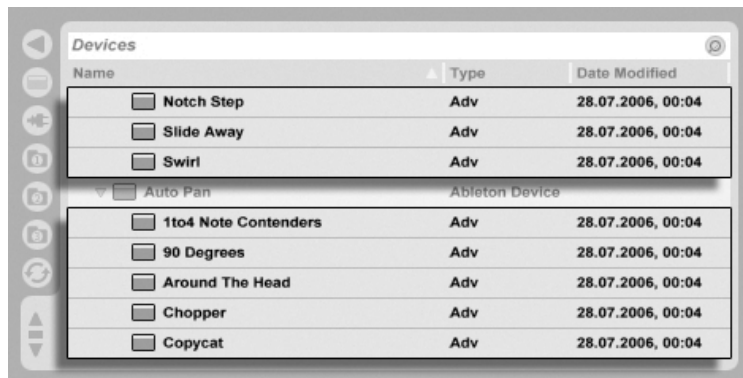 Devices
Name Type Date Modified
Notch Step Adv 28.07.2006, 00:04
Slide Away Adv 28.07.2006, 00:04
Swirl Adv 28.07.2006, 00:04
Auto Pan Ableton Device
1to4 Note Contenders Adv 28.07.2006, 00:04
90 Degrees Adv 28.07.2006, 00:04
Around The Head Adv 28.07.2006, 00:04
Chopper Adv 28.07.2006, 00:04
Copycat Adv 28.07.2006, 00:04
1
2
3